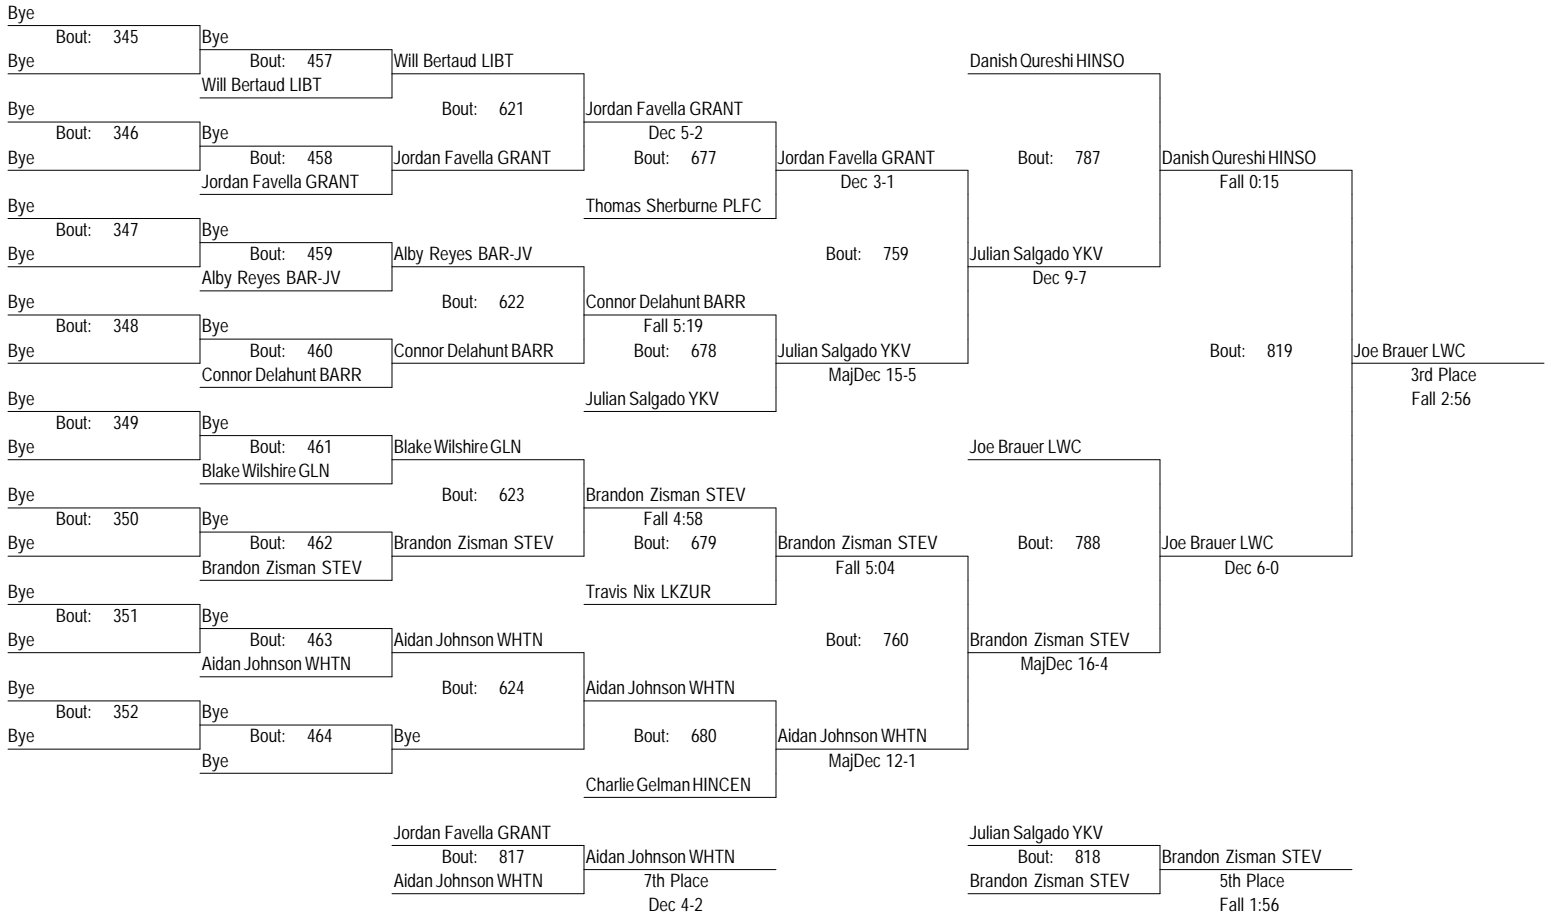 Bye
Bout: 345 Bye
Bye Bout: 457 Will Bertaud LIBT Danish Qureshi HINSO
Will Bertaud LIBT
Bye Bout: 621 Jordan Favella GRANT
Bout: 346 Bye Dec 5-2
Bye Bout: 458 Jordan Favella GRANT Bout: 677 Jordan Favella GRANT Bout: 787 Danish Qureshi HINSO
Jordan Favella GRANT Dec 3-1 Fall 0:15
Bye Thomas Sherburne PLFC
Bout: 347 Bye
Bye Bout: 459 Alby Reyes BAR-JV Bout: 759 Julian Salgado YKV
Alby Reyes BAR-JV Dec 9-7
Bye Bout: 622 Connor Delahunt BARR
Bout: 348 Bye Fall 5:19
Bye Bout: 460 Connor Delahunt BARR Bout: 678 Julian Salgado YKV Bout: 819 Joe Brauer LWC
Connor Delahunt BARR MajDec 15-5 3rd Place
Bye Julian Salgado YKV Fall 2:56
Bout: 349 Bye
Bye Bout: 461 Blake Wilshire GLN Joe Brauer LWC
Blake Wilshire GLN
Bye Bout: 623 Brandon Zisman STEV
Bout: 350 Bye Fall 4:58
Bye Bout: 462 Brandon Zisman STEV Bout: 679 Brandon Zisman STEV Bout: 788 Joe Brauer LWC
Brandon Zisman STEV Fall 5:04 Dec 6-0
Bye Travis Nix LKZUR
Bout: 351 Bye
Bye Bout: 463 Aidan Johnson WHTN Bout: 760 Brandon Zisman STEV
Aidan Johnson WHTN MajDec 16-4
Bye Bout: 624 Aidan Johnson WHTN
Bout: 352 Bye
Bye Bout: 464 Bye Bout: 680 Aidan Johnson WHTN
Bye MajDec 12-1
Charlie Gelman HINCEN
Jordan Favella GRANT Julian Salgado YKV
Bout: 817 Aidan Johnson WHTN Bout: 818 Brandon Zisman STEV
Aidan Johnson WHTN 7th Place Brandon Zisman STEV 5th Place
Dec 4-2 Fall 1:56